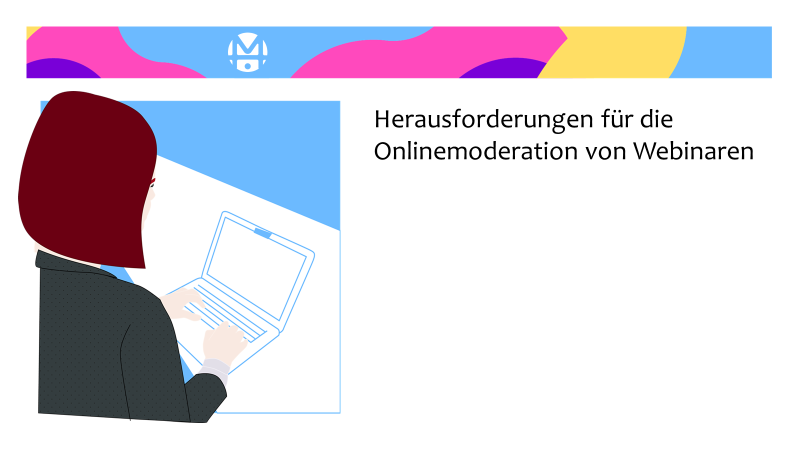 Herausforderungen für die
Onlinemoderation von Webinaren